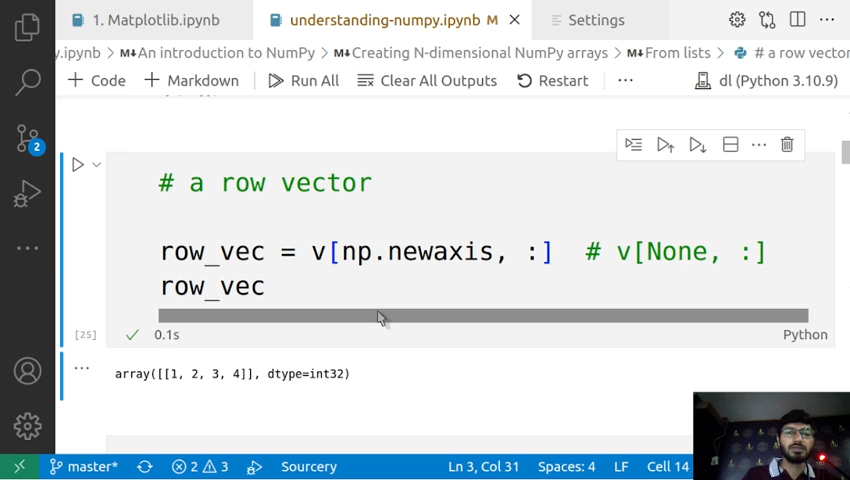 1. Matplotlib.ipynb
understanding-numpy.ipynb M
Settings
y.ipynb > An introduction to NumPy > Creating N-dimensional NumPy arrays > From lists > # a row vector
Code
Markdown
Run All
Clear All Outputs
Restart
dl (Python 3.10.9)
2
# a row vector
row_vec = v[np.newaxis, :]  # v[None, :]
row_vec
[25]
0.1s
Python
array([[1, 2, 3, 4]], dtype=int32)
master*
2
3
Sourcery
Ln 3, Col 31
Spaces: 4
LF
Cell 14